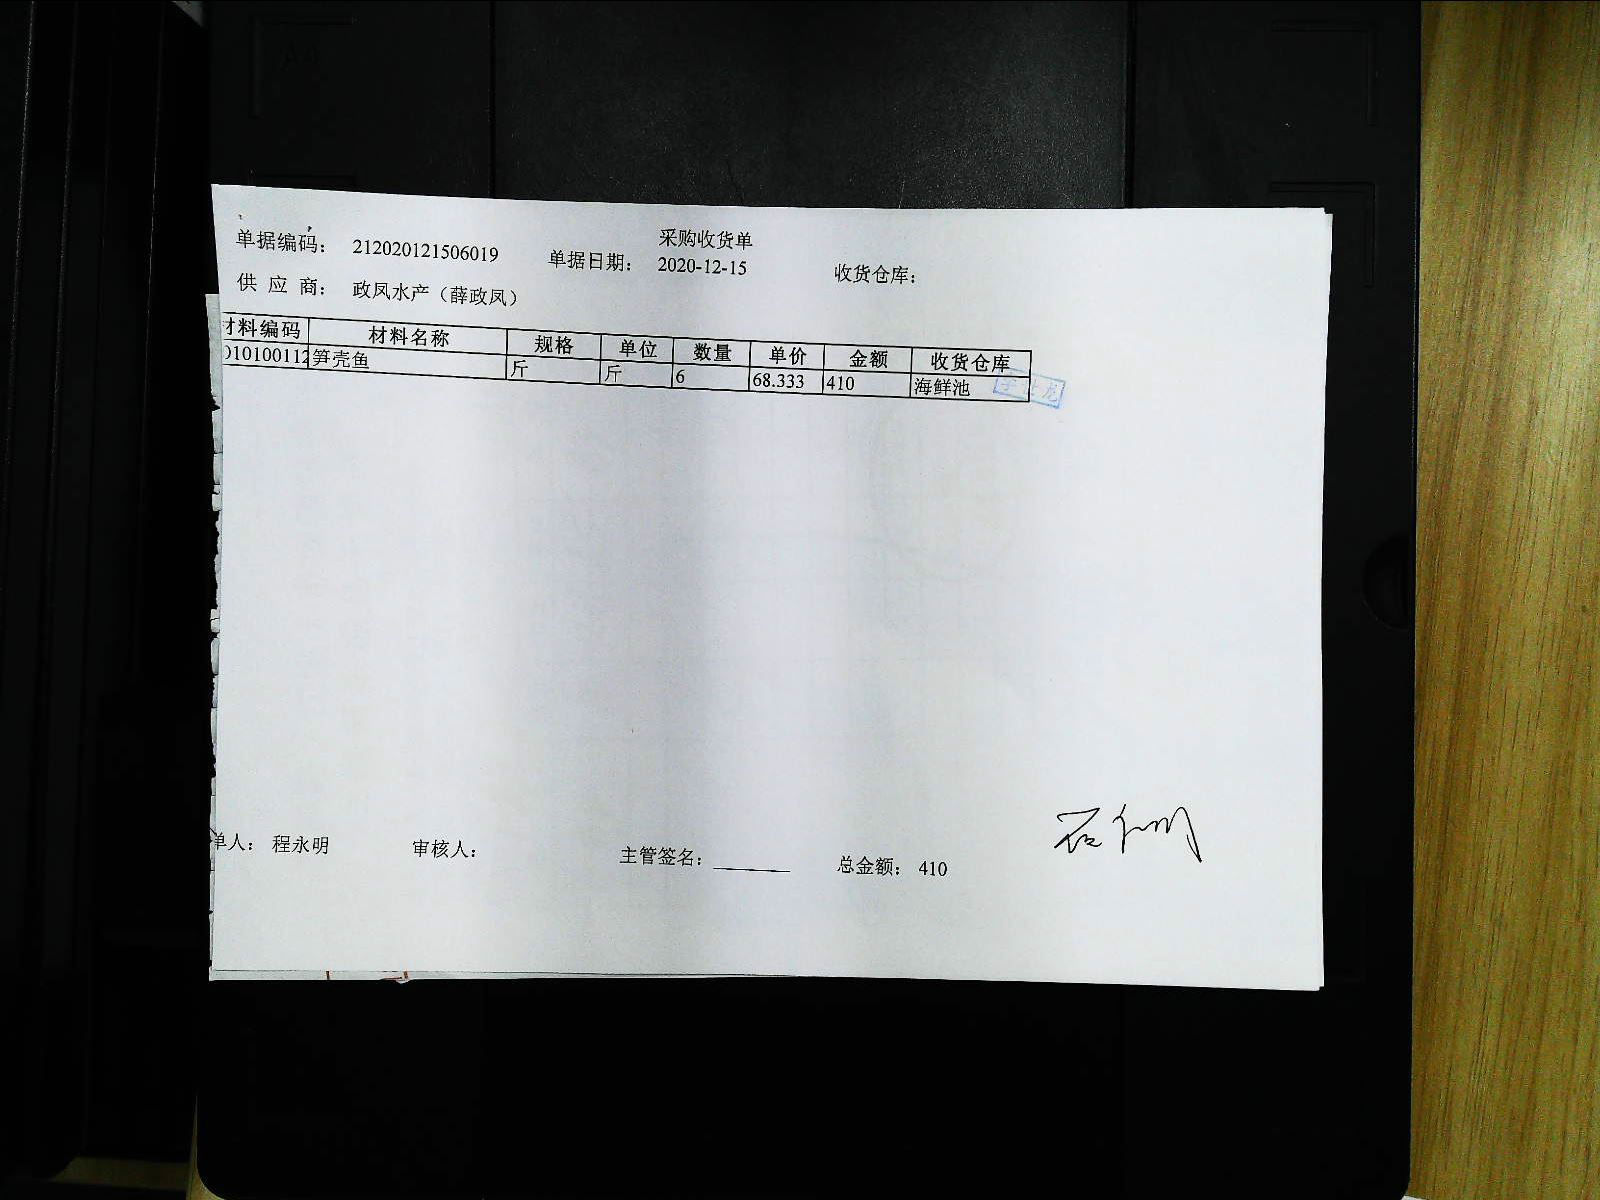 采购收货单
单据编码： 212020121506019 单据日期： 2020-12-15 收货仓库：
供 应 商： 政凤水产（薛政凤）
材料编码 材料名称 规格 单位 数量 单价 金额 收货仓库
010100112 笋壳鱼 斤 斤 6 68.333 410 海鲜池
单人： 程永明 审核人： 主管签名：______ 总金额： 410